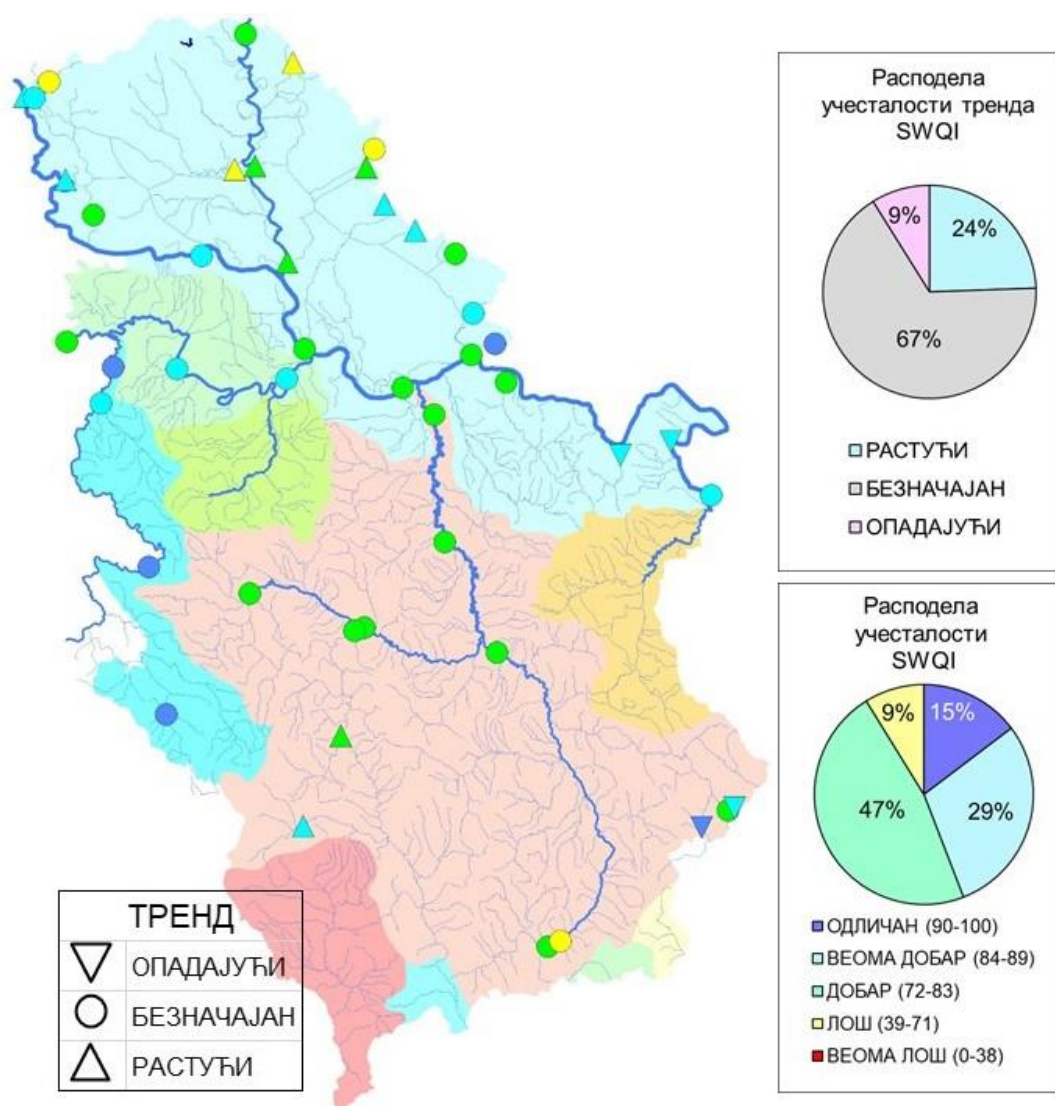 Расподела
учесталости тренда
SWQI
9%
24%
67%
РАСТУЋИ
БЕЗНАЧАЈАН
ОПАДАЈУЋИ
Расподела
учесталости
SWQI
9%
15%
47%
29%
ОДЛИЧАН (90-100)
ВЕОМА ДОБАР (84-89)
ДОБАР (72-83)
ЛОШ (39-71)
ВЕОМА ЛОШ (0-38)
ТРЕНД
ОПАДАЈУЋИ
БЕЗНАЧАЈАН
РАСТУЋИ